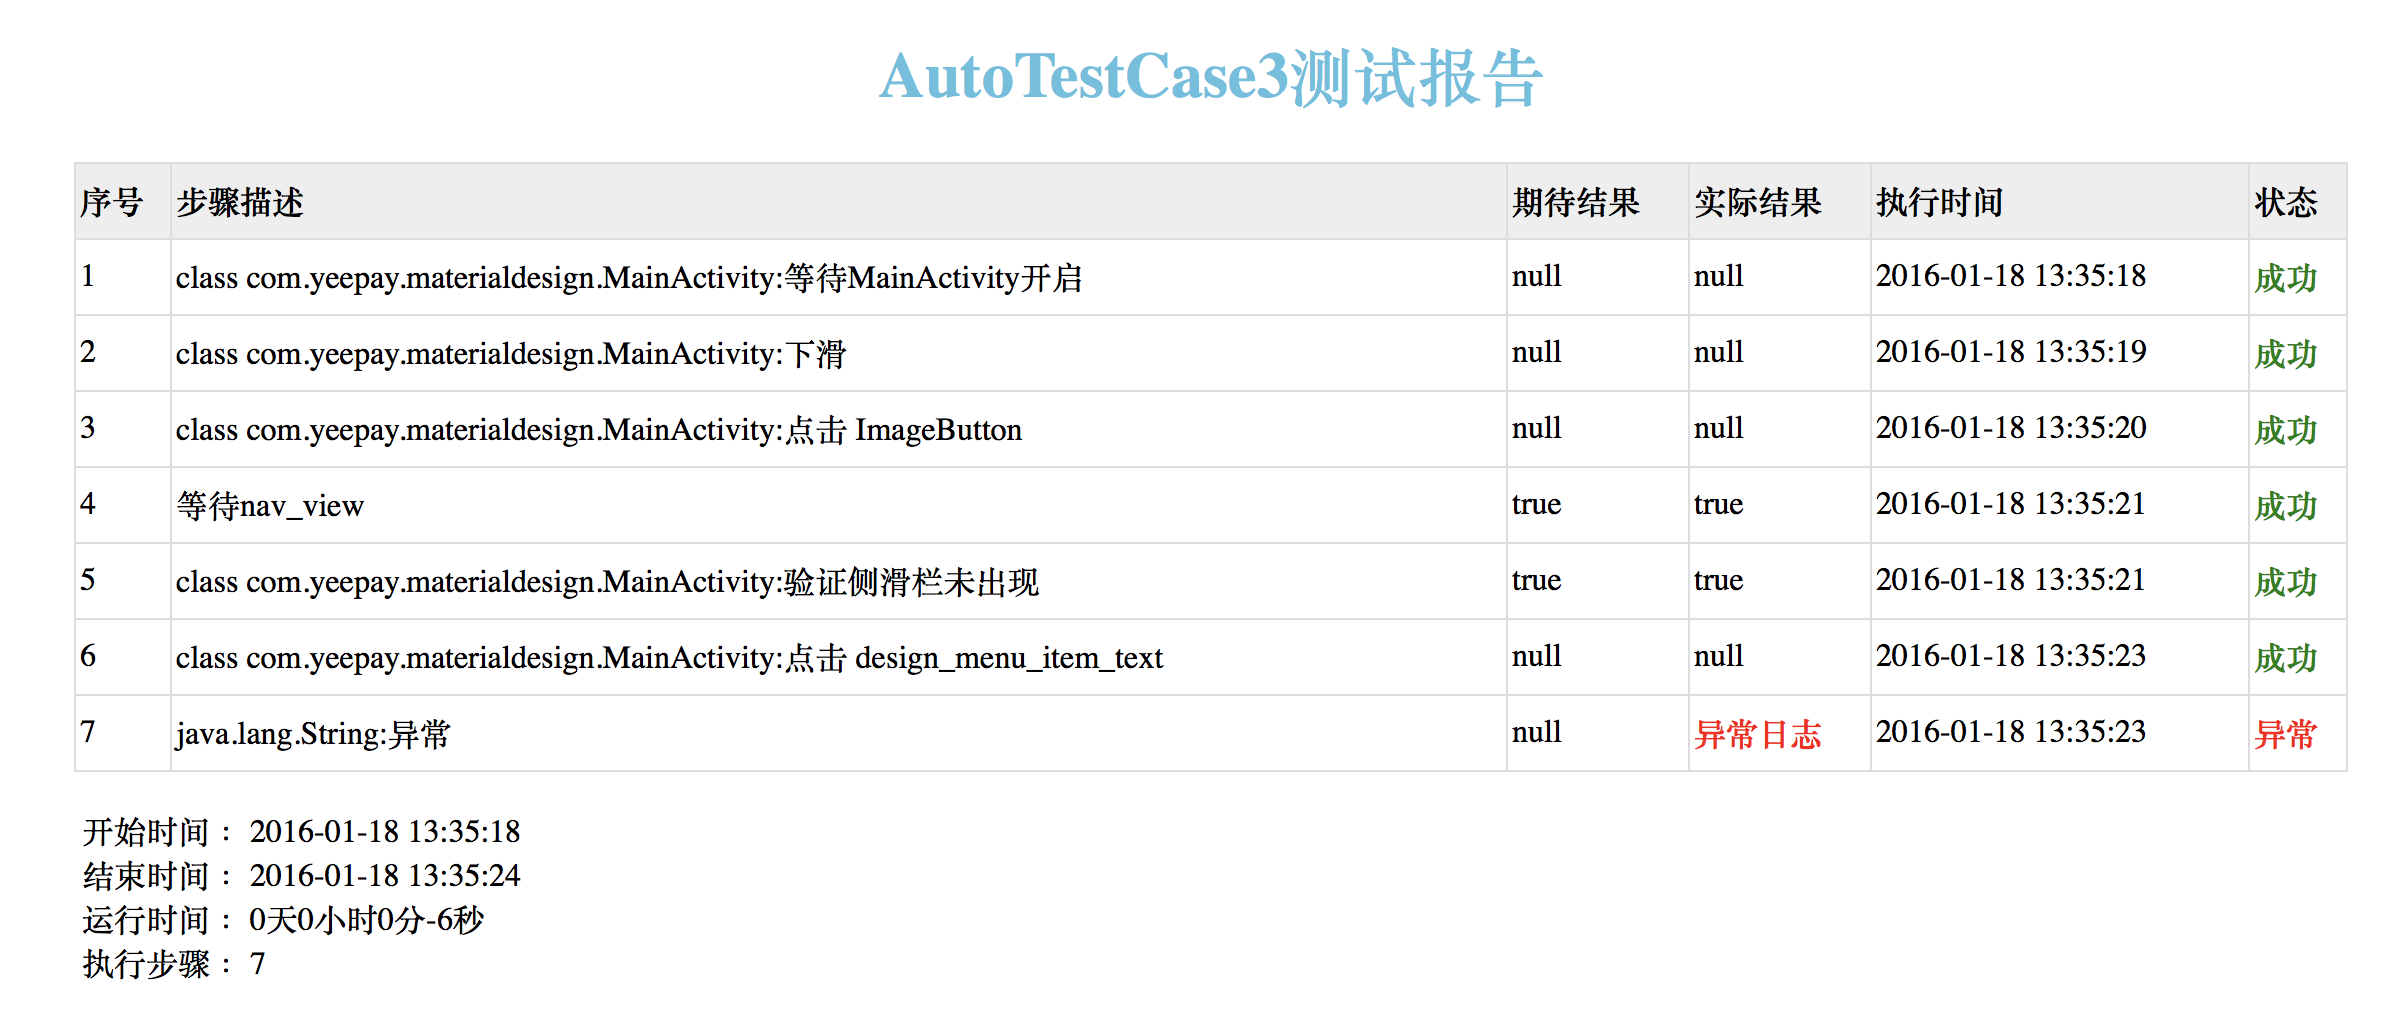 AutoTestCase3测试报告
序号 步骤描述 期待结果 实际结果 执行时间 状态
1 class com.yeepay.materialdesign.MainActivity:等待MainActivity开启 null null 2016-01-18 13:35:18 成功
2 class com.yeepay.materialdesign.MainActivity:下滑 null null 2016-01-18 13:35:19 成功
3 class com.yeepay.materialdesign.MainActivity:点击 ImageButton null null 2016-01-18 13:35:20 成功
4 等待nav_view true true 2016-01-18 13:35:21 成功
5 class com.yeepay.materialdesign.MainActivity:验证侧滑栏未出现 true true 2016-01-18 13:35:21 成功
6 class com.yeepay.materialdesign.MainActivity:点击 design_menu_item_text null null 2016-01-18 13:35:23 成功
7 java.lang.String:异常 null 异常日志 2016-01-18 13:35:23 异常
开始时间： 2016-01-18 13:35:18
结束时间： 2016-01-18 13:35:24
运行时间： 0天0小时0分-6秒
执行步骤： 7